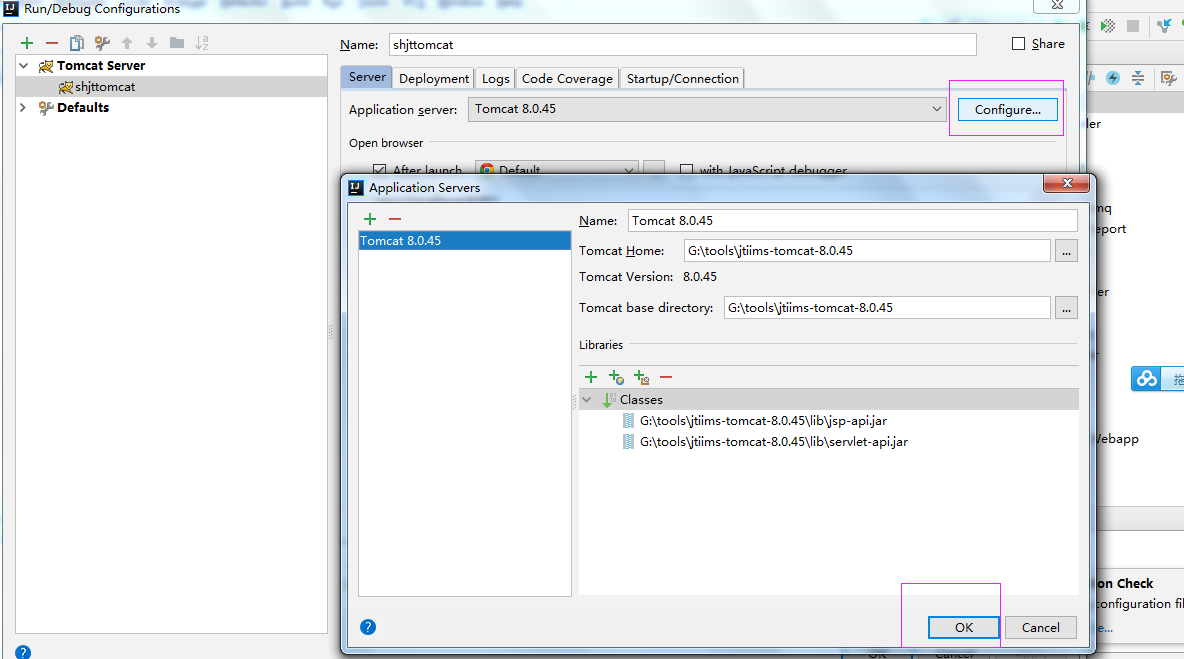 Run/Debug Configurations
Name: shjttomcat Share
Tomcat Server
shjttomcat
Defaults
Server Deployment Logs Code Coverage Startup/Connection
Application server: Tomcat 8.0.45 Configure...
Open browser
After launch Default ... with JavaScript debugger
Application Servers
Tomcat 8.0.45
Name: Tomcat 8.0.45
Tomcat Home: G:\tools\jtiims-tomcat-8.0.45 ...
Tomcat Version: 8.0.45
Tomcat base directory: G:\tools\jtiims-tomcat-8.0.45 ...
Libraries
Classes
G:\tools\jtiims-tomcat-8.0.45\lib\jsp-api.jar
G:\tools\jtiims-tomcat-8.0.45\lib\servlet-api.jar
? OK Cancel
?
OK Cancel
ler
mq
eport
er
拖
Webapp
on Check
configuration fil
e...